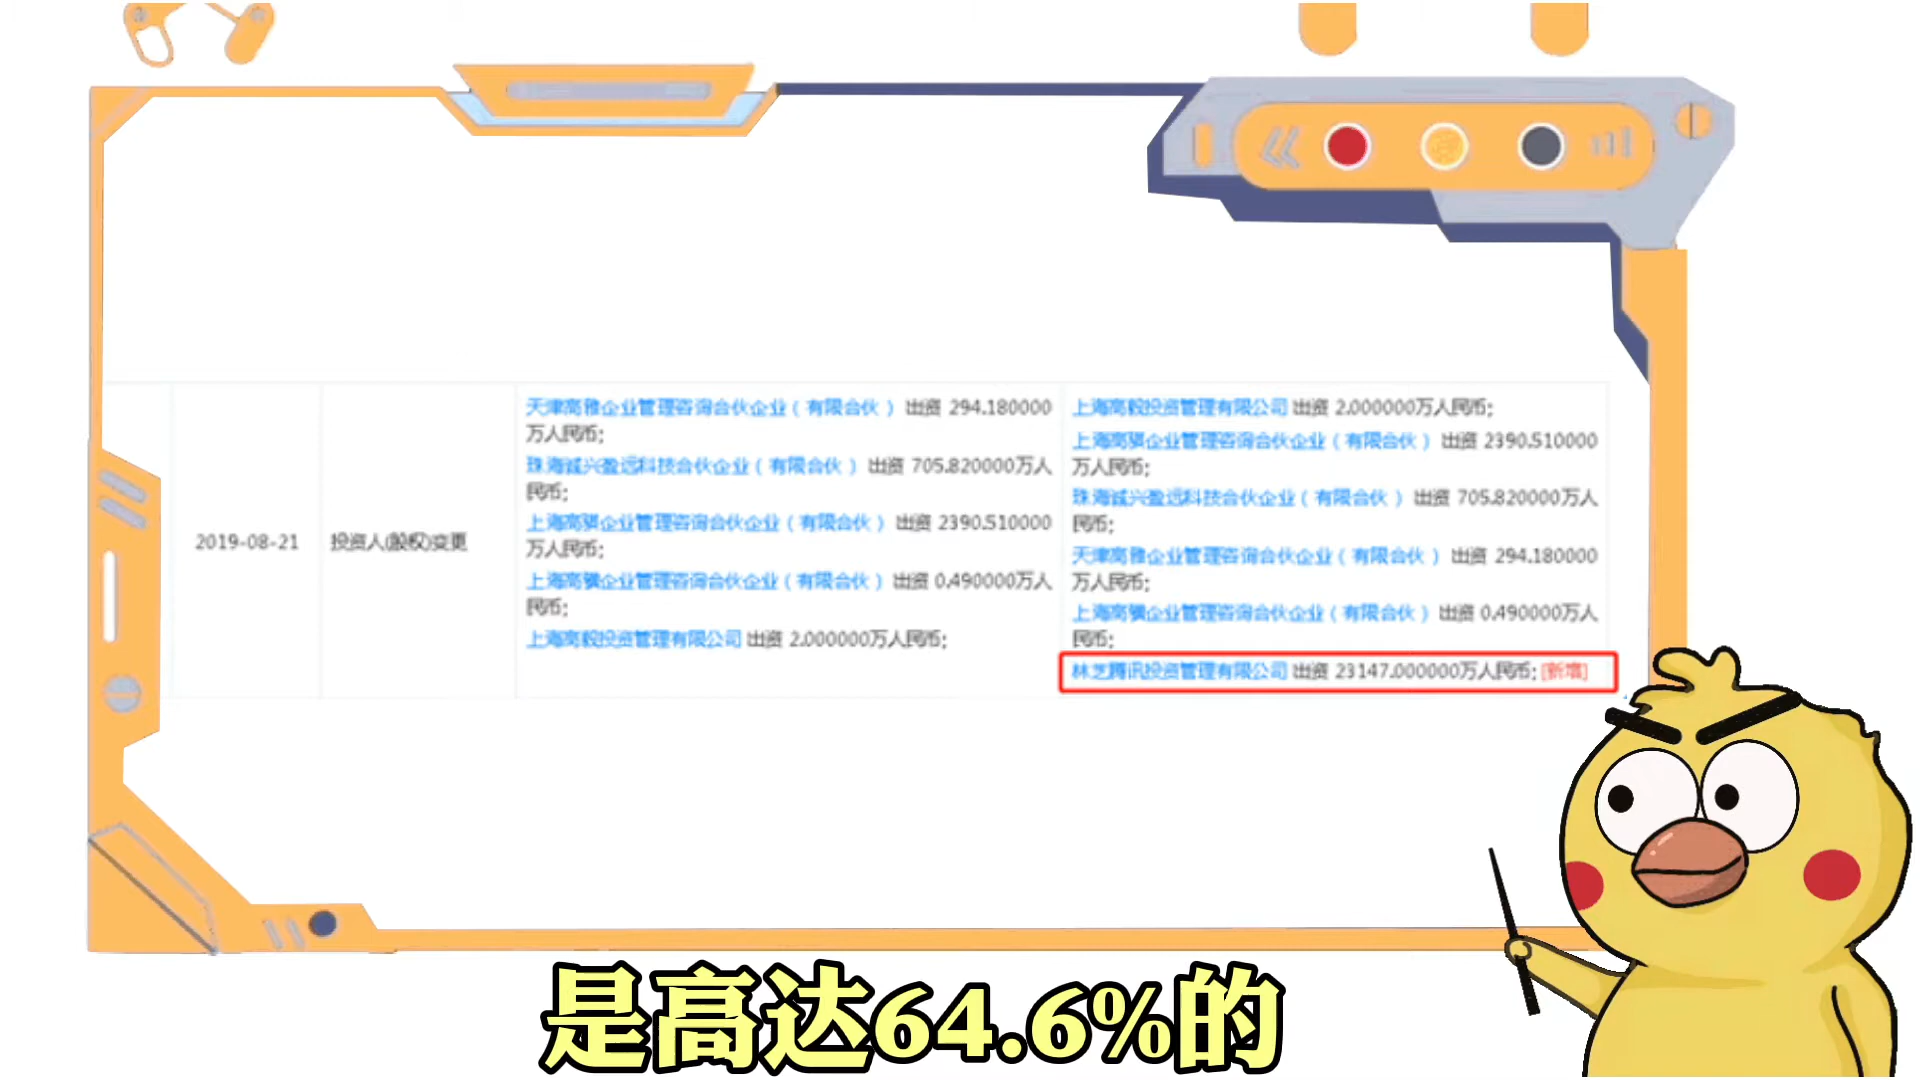 2019-08-21
投资人(股权)变更
天津高雅企业管理咨询合伙企业（有限合伙） 出资 294.180000
万人民币;
珠海诚兴盈远科技合伙企业（有限合伙） 出资 705.820000万人
民币;
上海高骐企业管理咨询合伙企业（有限合伙） 出资 2390.510000
万人民币;
上海高骥企业管理咨询合伙企业（有限合伙） 出资 0.490000万人
民币;
上海高毅投资管理有限公司 出资 2.000000万人民币;
上海高毅投资管理有限公司 出资 2.000000万人民币;
上海高骐企业管理咨询合伙企业（有限合伙） 出资 2390.510000
万人民币;
珠海诚兴盈远科技合伙企业（有限合伙） 出资 705.820000万人
民币;
天津高雅企业管理咨询合伙企业（有限合伙） 出资 294.180000
万人民币;
上海高骥企业管理咨询合伙企业（有限合伙） 出资 0.490000万人
民币;
林芝腾讯投资管理有限公司 出资 23147.000000万人民币; [新增]
是高达64.6%的